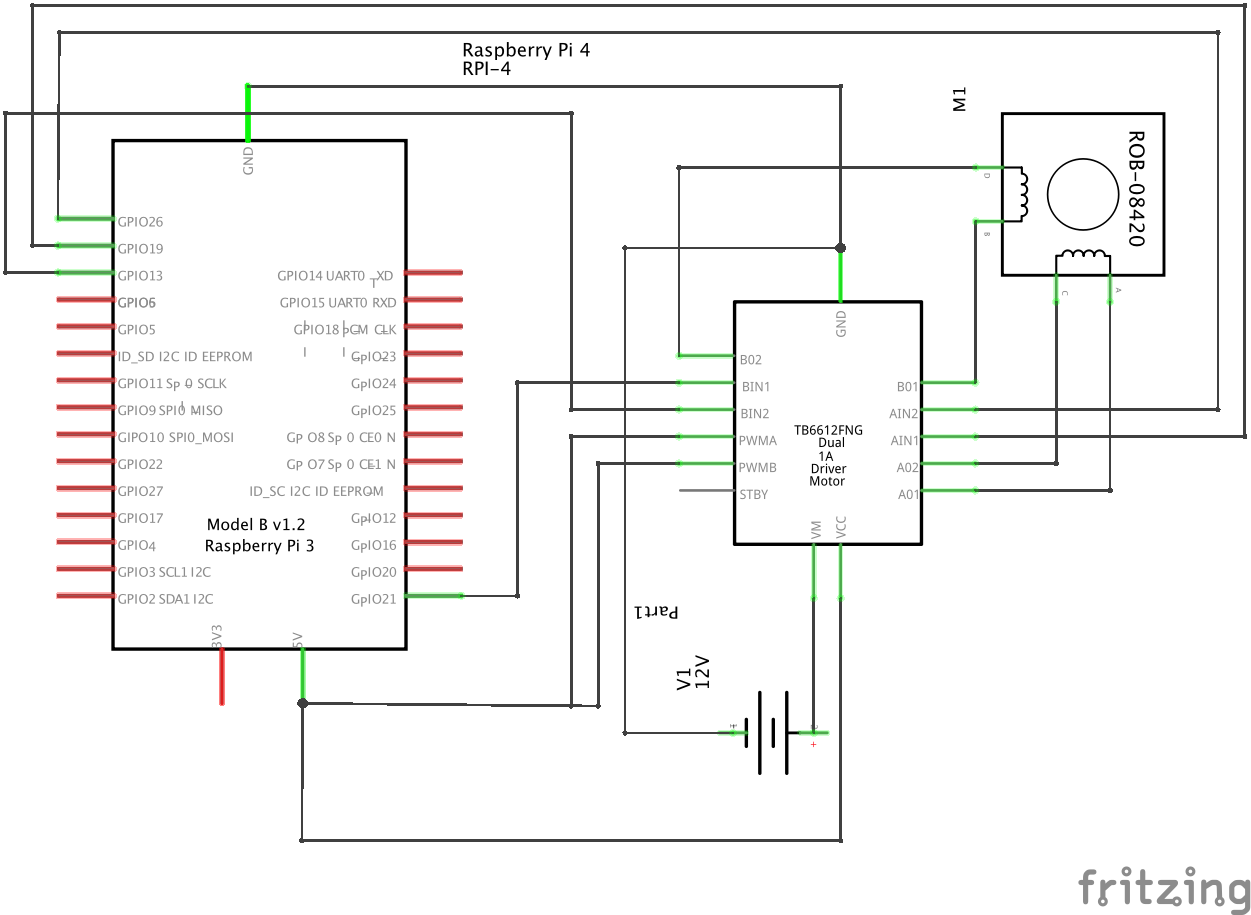 Raspberry Pi 4
RPI-4
M1
ROB-08420
D
B
C
A
GND
GPIO26
GPIO19
GPIO13
GPIO6
GPIO5
ID_SD I2C ID EEPROM
GPIO11 Sp 0 SCLK
GPIO9 SPI0 MISO
GIPO10 SPI0_MOSI
GPIO22
GPIO27
GPIO17
GPIO4
GPIO3 SCL1 I2C
GPIO2 SDA1 I2C
GPIO14 UART0 TXD
GPIO15 UART0 RXD
GPIO18 pCM CLK
GpIO23
GpIO24
GpIO25
Gp O8 Sp 0 CE0 N
Gp O7 Sp 0 CE1 N
ID_SC I2C ID EEPROM
GpIO12
GpIO16
GpIO20
GpIO21
Model B v1.2
Raspberry Pi 3
3V3
5V
GND
B02
BIN1
BIN2
PWMA
PWMB
STBY
TB6612FNG
Dual
1A
Driver
Motor
B01
AIN2
AIN1
A02
A01
VM
VCC
Part1
V1
12V
+
fritzing